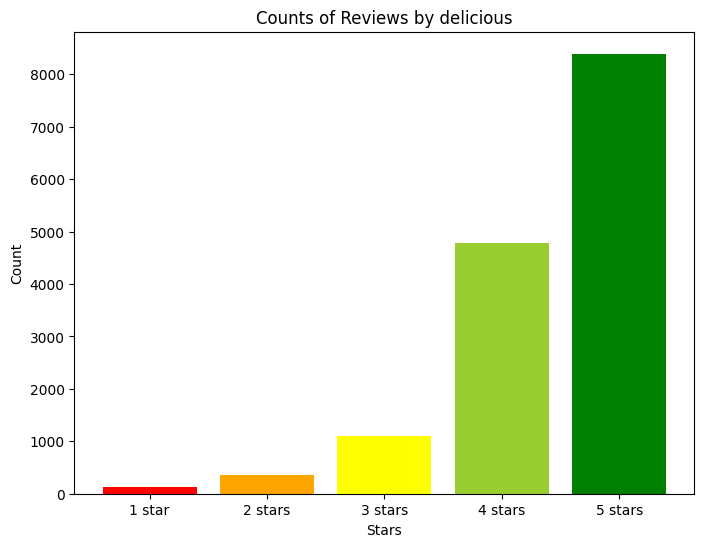 Counts of Reviews by delicious
8000
7000
6000
5000
4000
3000
2000
1000
0
Count
1 star 2 stars 3 stars 4 stars 5 stars
Stars